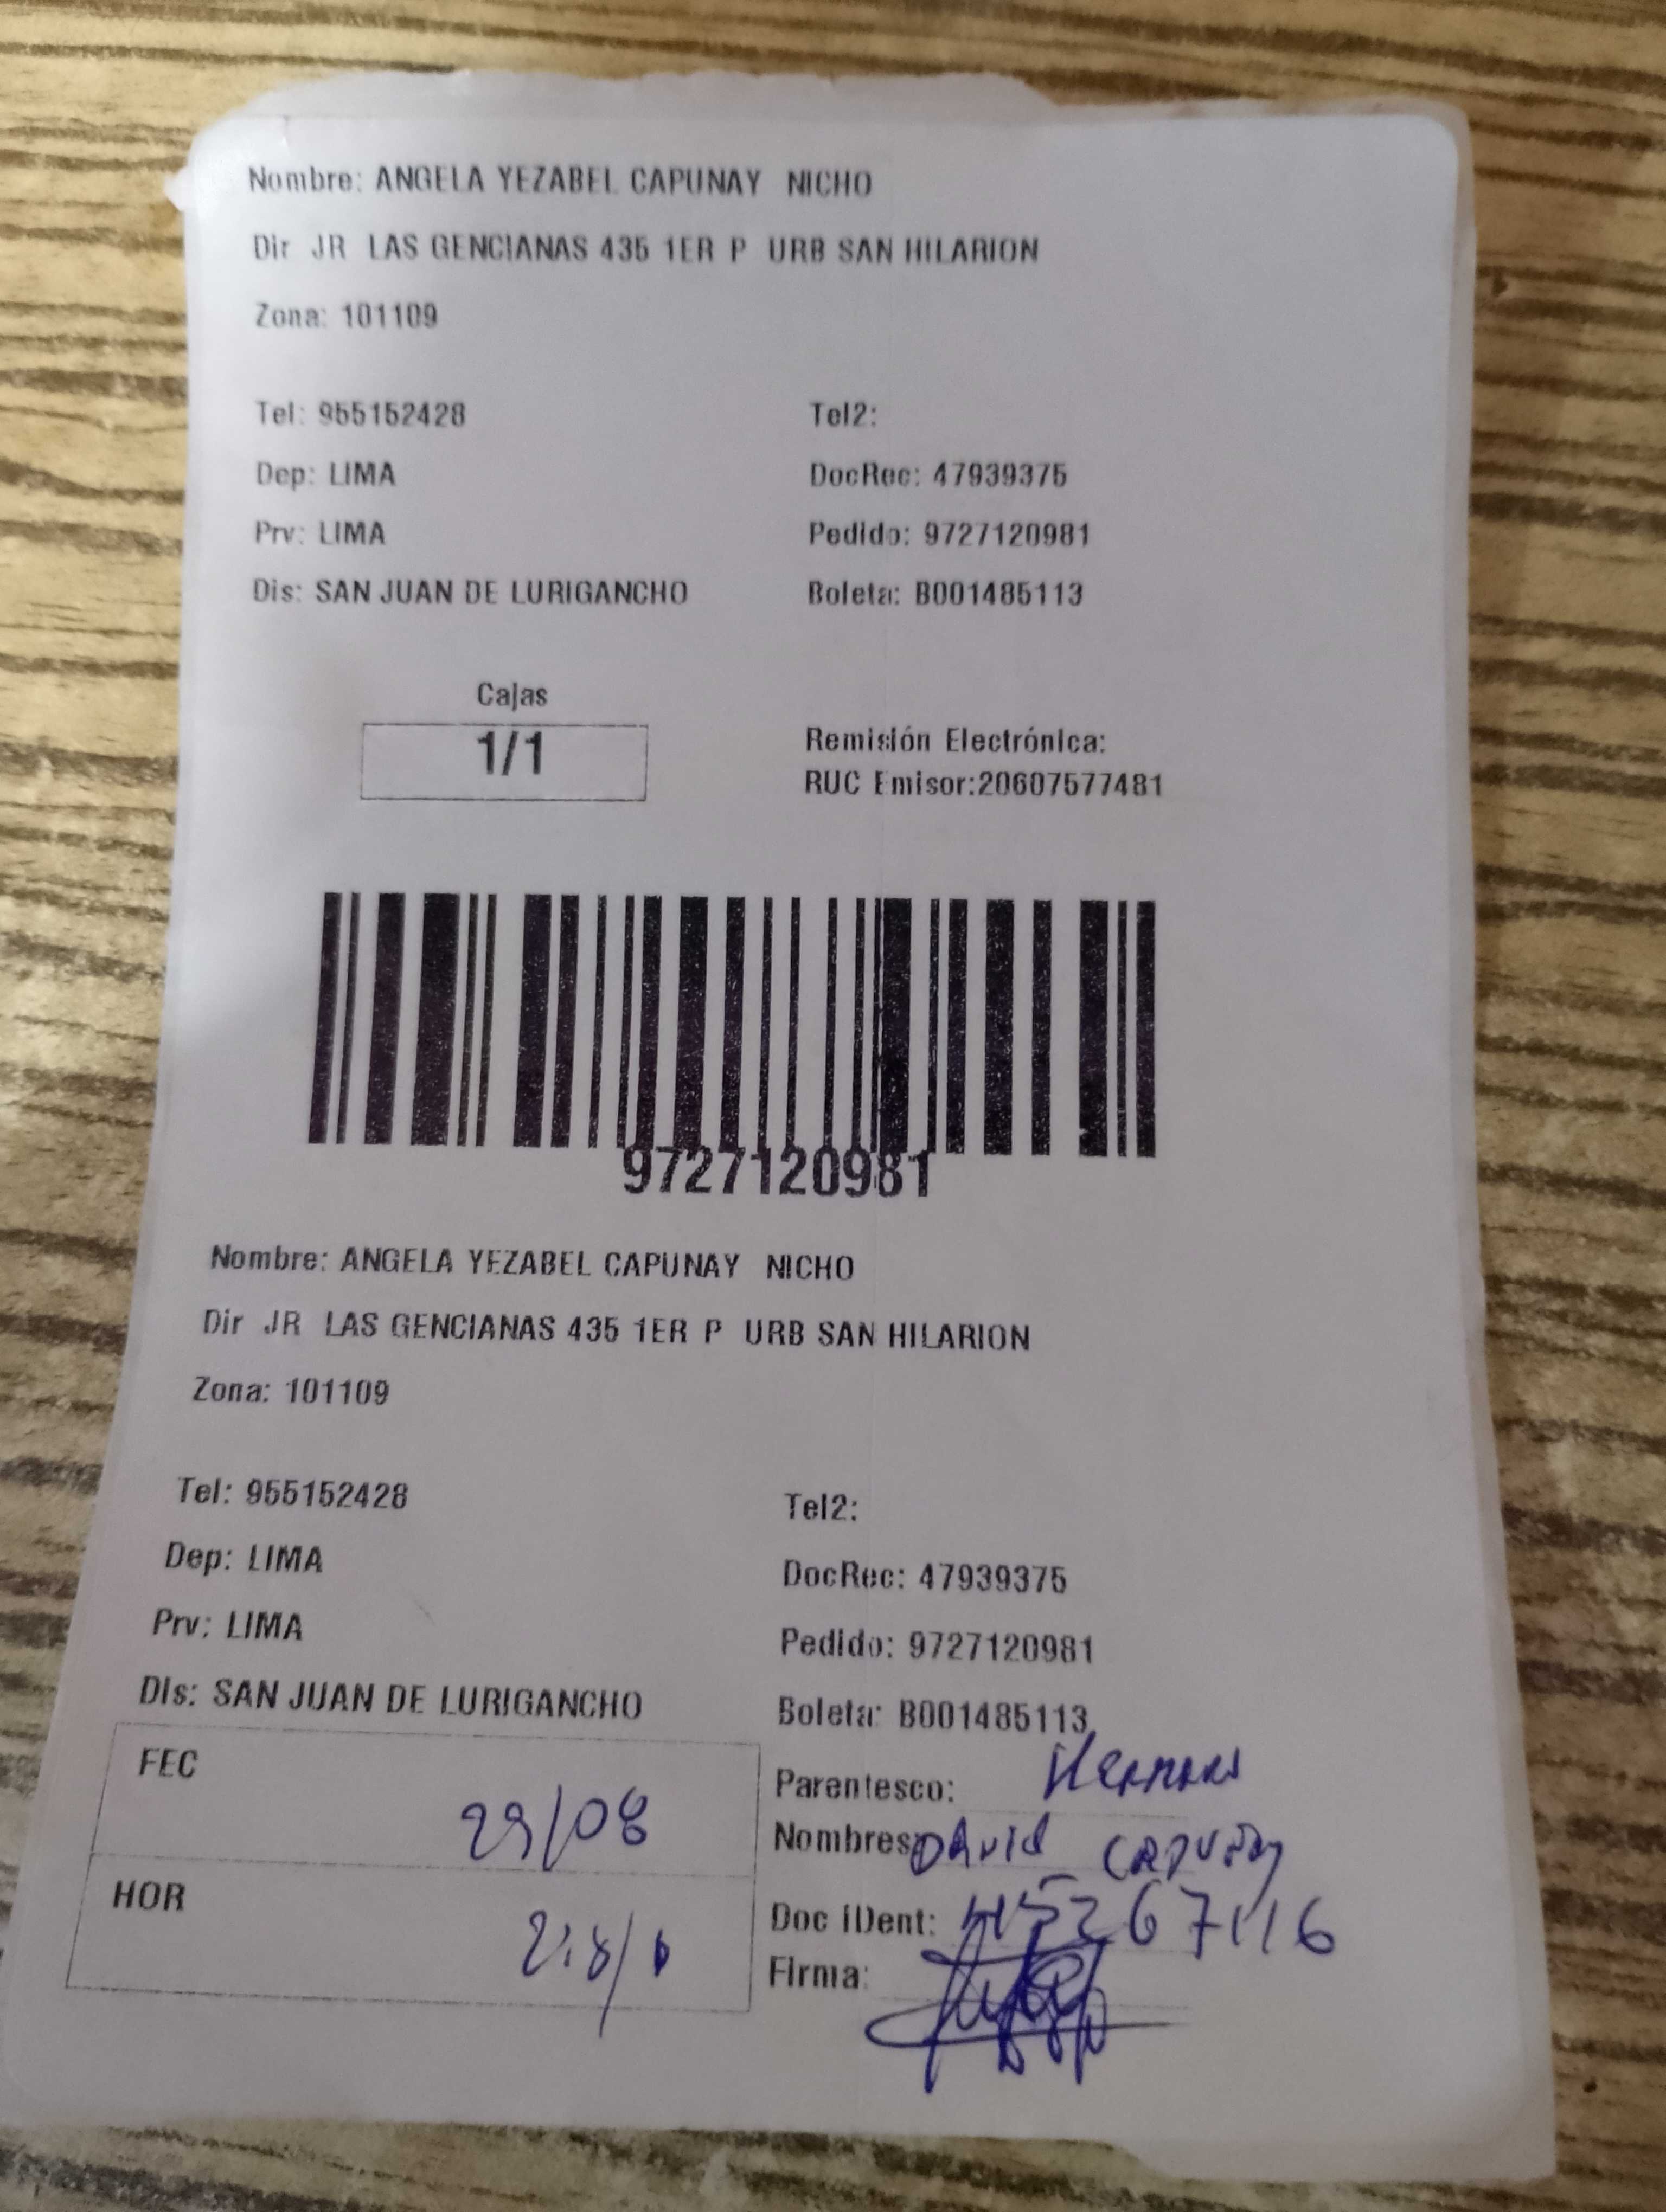 Nombre: ANGELA YEZABEL CAPUNAY NICHO
Dir JR LAS GENCIANAS 435 1ER P URB SAN HILARION
Zona: 101109
Tel: 955152428 Tel2:
Dep: LIMA DocRec: 47939375
Prv: LIMA Pedido: 9727120981
Dis: SAN JUAN DE LURIGANCHO Boleta: B001485113
Cajas
1/1
Remisión Electrónica:
RUC Emisor:20607577481
9727120981
Nombre: ANGELA YEZABEL CAPUNAY NICHO
Dir JR LAS GENCIANAS 435 1ER P URB SAN HILARION
Zona: 101109
Tel: 955152428 Tel2:
Dep: LIMA DocRec: 47939375
Prv: LIMA Pedido: 9727120981
Dis: SAN JUAN DE LURIGANCHO Boleta: B001485113
FEC 29/08
HOR
Parentesco:
Nombres: David
Doc IDent:
Firma: